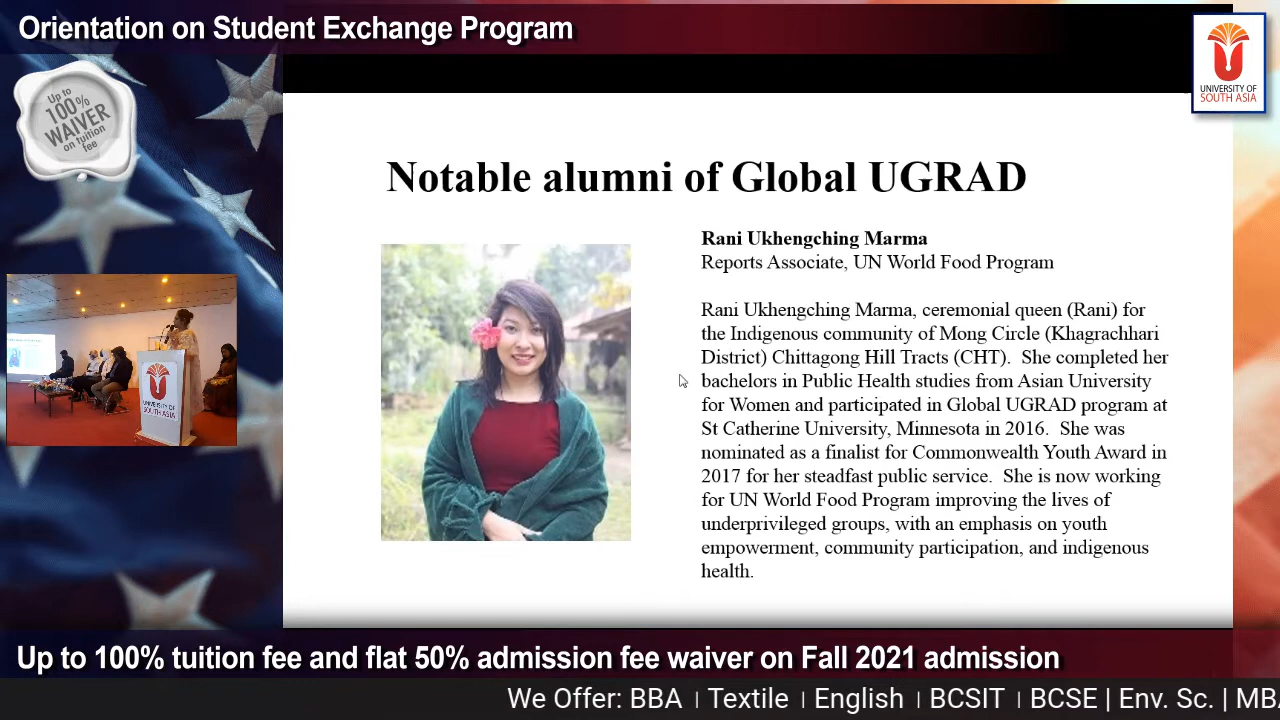 Orientation on Student Exchange Program
UNIVERSITY OF
SOUTH ASIA
Up to
100%
WAIVER
on tuition
fee
Notable alumni of Global UGRAD
Rani Ukhengching Marma
Reports Associate, UN World Food Program
Rani Ukhengching Marma, ceremonial queen (Rani) for
the Indigenous community of Mong Circle (Khagrachhari
District) Chittagong Hill Tracts (CHT).  She completed her
bachelors in Public Health studies from Asian University
for Women and participated in Global UGRAD program at
St Catherine University, Minnesota in 2016.  She was
nominated as a finalist for Commonwealth Youth Award in
2017 for her steadfast public service.  She is now working
for UN World Food Program improving the lives of
underprivileged groups, with an emphasis on youth
empowerment, community participation, and indigenous
health.
UNIVERSITY OF
SOUTH ASIA
Up to 100% tuition fee and flat 50% admission fee waiver on Fall 2021 admission
We Offer: BBA | Textile | English | BCSIT | BCSE | Env. Sc. | MBA